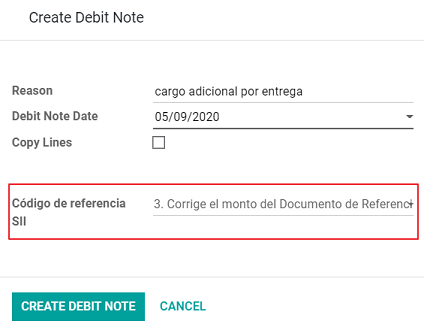 Create Debit Note
Reason cargo adicional por entrega
Debit Note Date 05/09/2020
Copy Lines
Código de referencia 3. Corrige el monto del Documento de Referenc
SII
CREATE DEBIT NOTE CANCEL